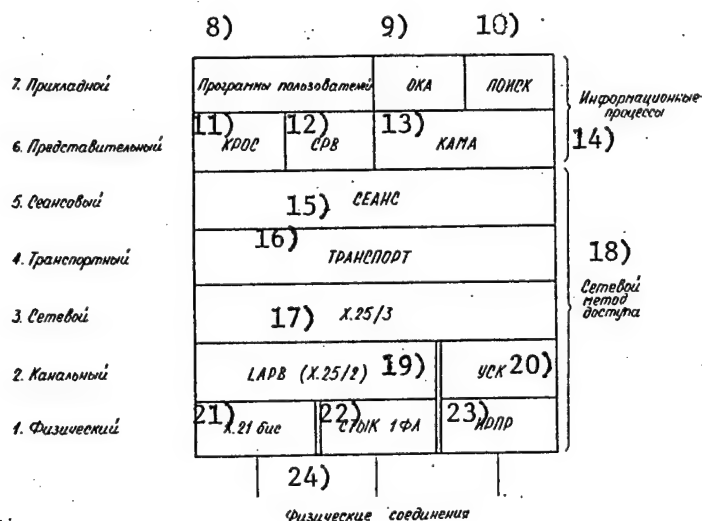 8) 9) 10)
7. Прикладной Программы пользователей ОКА ПОИСК
Информационные процессы
11) 12) 13) 14)
6. Представительный КРОС СРВ КАМА
5. Сеансовый 15) СЕАНС
16)
4. Транспортный ТРАНСПОРТ
18)
Сетевой
метод
доступа
3. Сетевой 17) X.25/3
2. Канальный LAPB (X.25/2) 19) УСК 20)
21) 22) 23)
1. Физический X.21 бис СТЫК 1ФЛ ИРПР
24)
Физические соединения